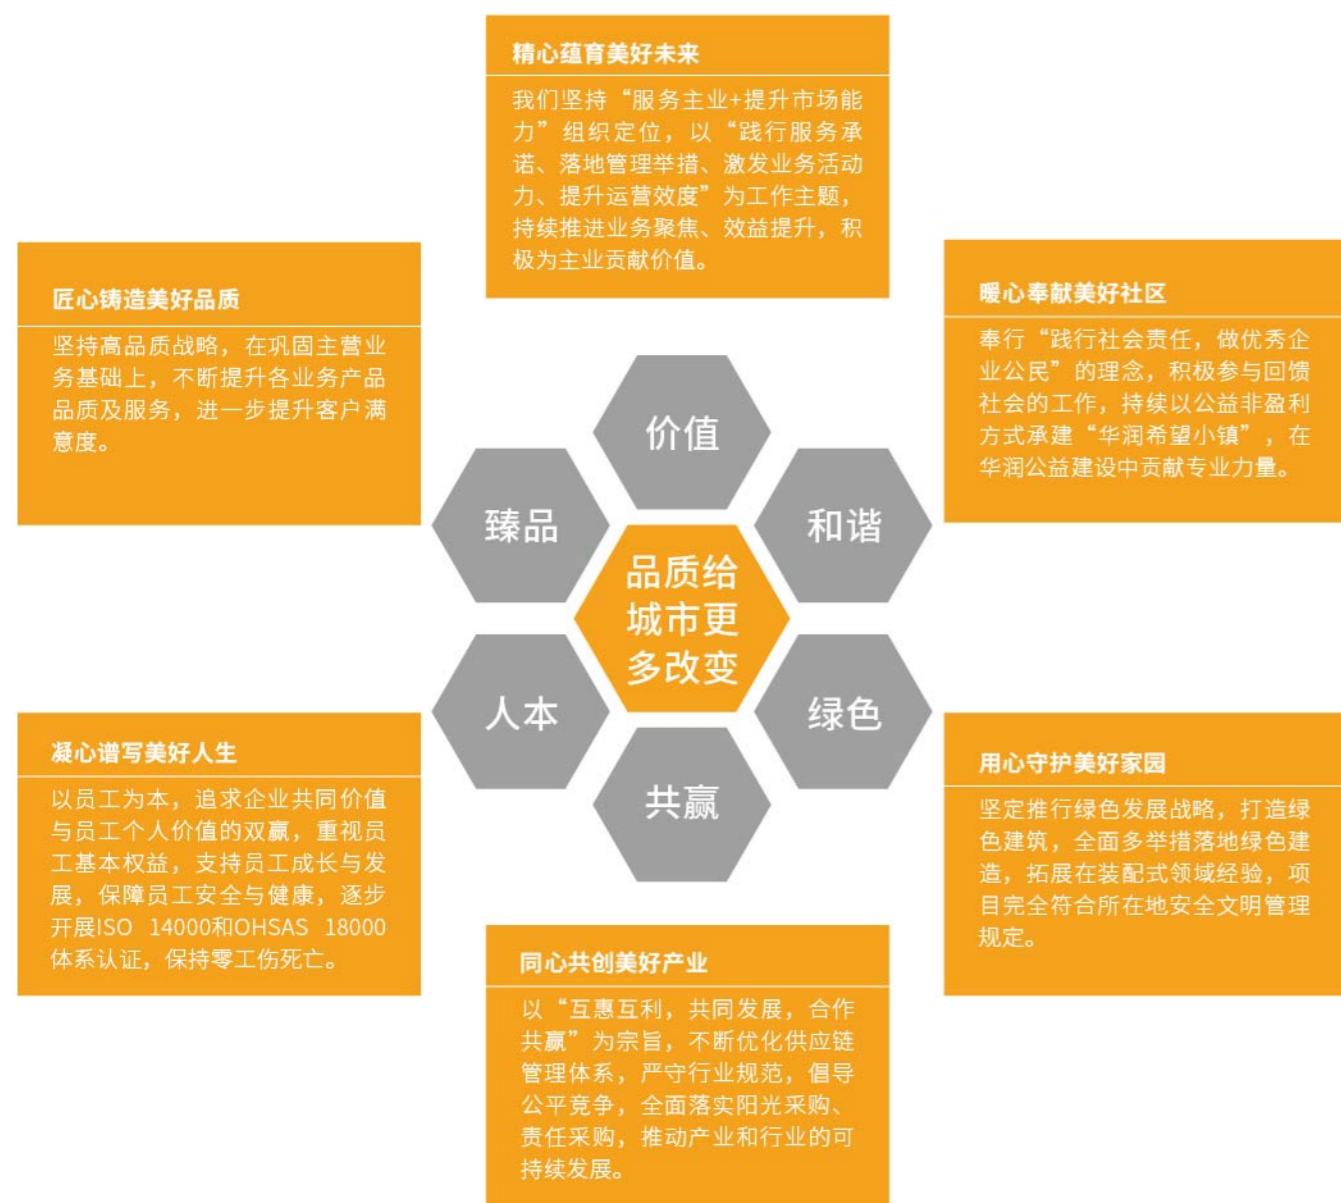 精心蕴育美好未来
我们坚持“服务主业+提升市场能
力”组织定位，以“践行服务承
诺、落地管理举措、激发业务活动
力、提升运营效度”为工作主题，
持续推进业务聚焦、效益提升，积
极为主业贡献价值。
匠心铸造美好品质
坚持高品质战略，在巩固主营业
务基础上，不断提升各业务产品
品质及服务，进一步提升客户满
意度。
暖心奉献美好社区
奉行“践行社会责任，做优秀企
业公民”的理念，积极参与回馈
社会的工作，持续以公益非盈利
方式承建“华润希望小镇”，在
华润公益建设中贡献专业力量。
价值
臻品
和谐
品质给
城市更
多改变
人本
绿色
共赢
凝心谱写美好人生
以员工为本，追求企业共同价值
与员工个人价值的双赢，重视员
工基本权益，支持员工成长与发
展，保障员工安全与健康，逐步
开展ISO 14000和OHSAS 18000
体系认证，保持零工伤死亡。
用心守护美好家园
坚定推行绿色发展战略，打造绿
色建筑，全面多举措落地绿色建
造，拓展在装配式领域经验，项
目完全符合所在地安全文明管理
规定。
同心共创美好产业
以“互惠互利，共同发展，合作
共赢”为宗旨，不断优化供应链
管理体系，严守行业规范，倡导
公平竞争，全面落实阳光采购、
责任采购，推动产业和行业的可
持续发展。